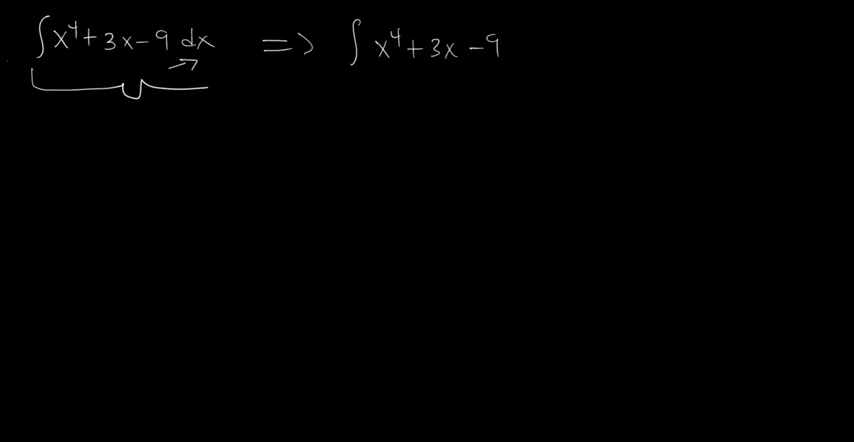 ∫x⁴+3x-9 dx => ∫x⁴+3x-9